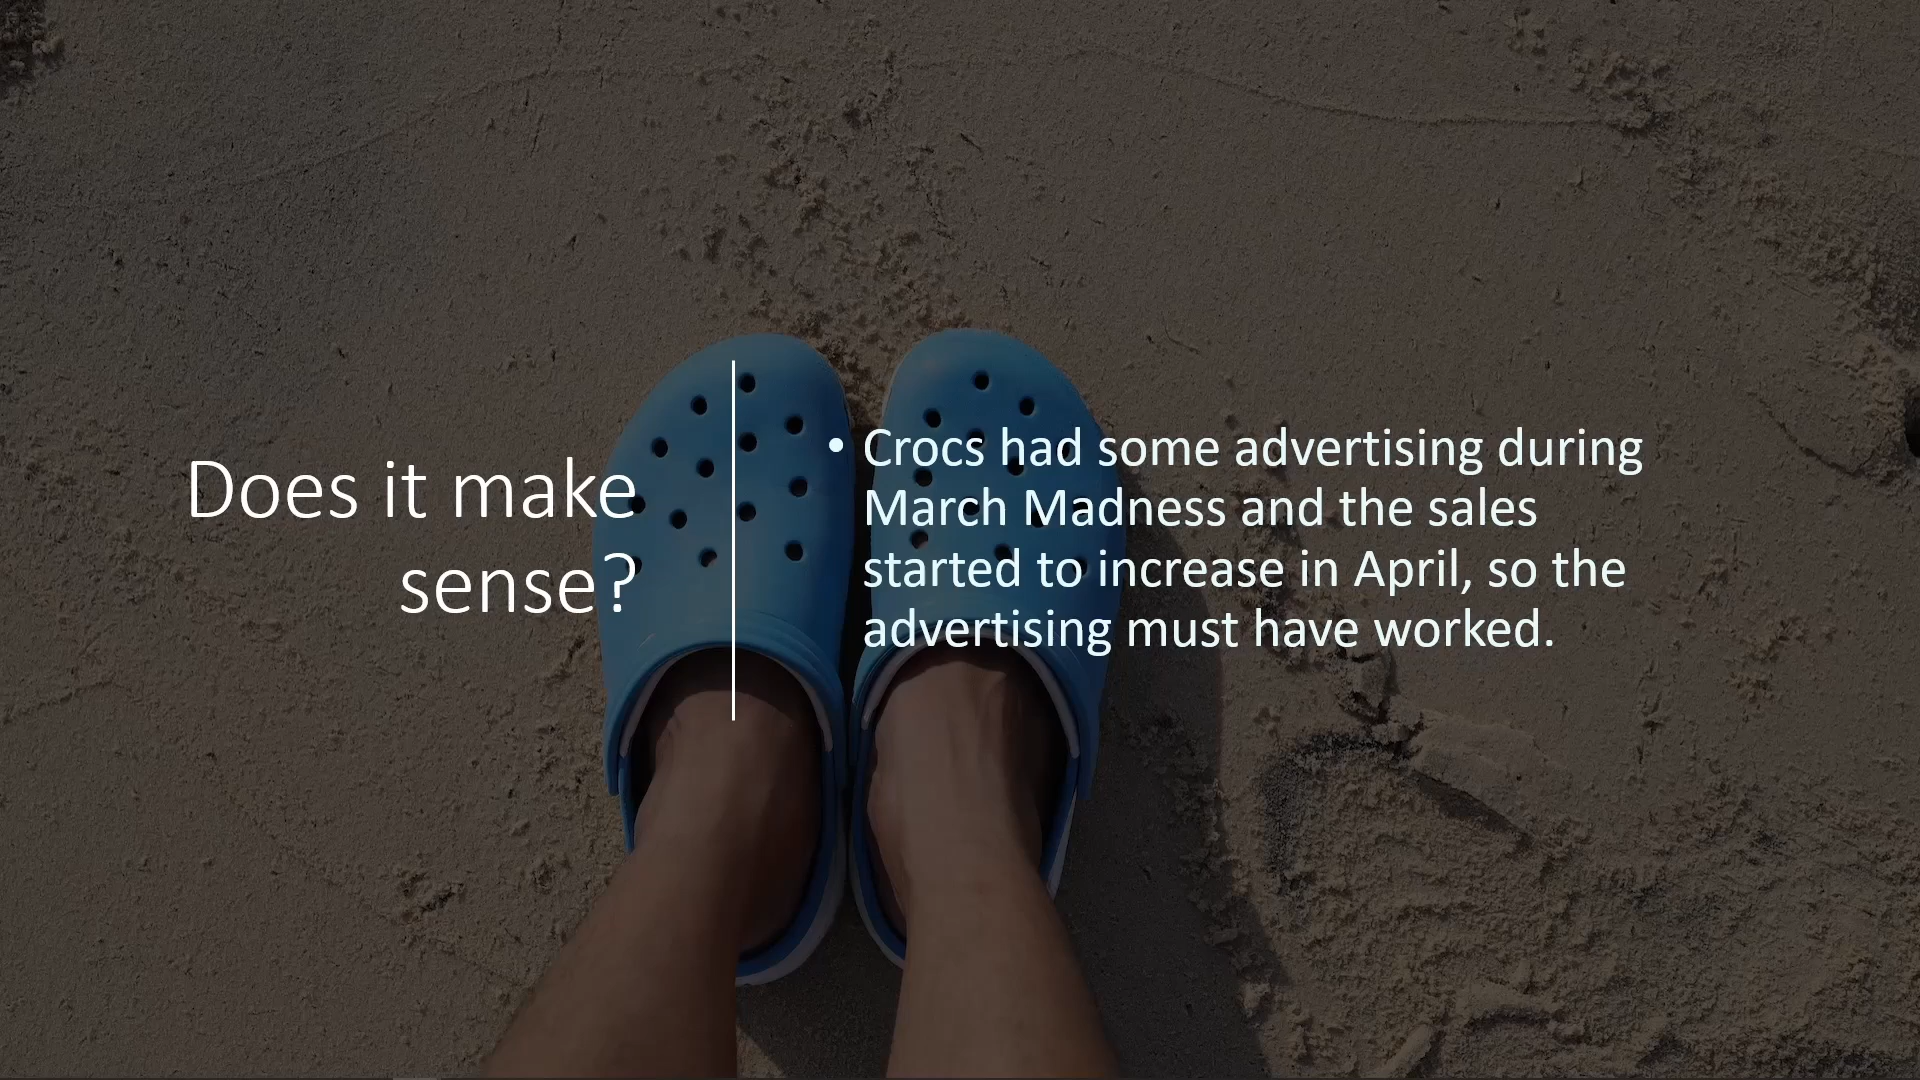 Does it make
sense?
• Crocs had some advertising during
March Madness and the sales
started to increase in April, so the
advertising must have worked.